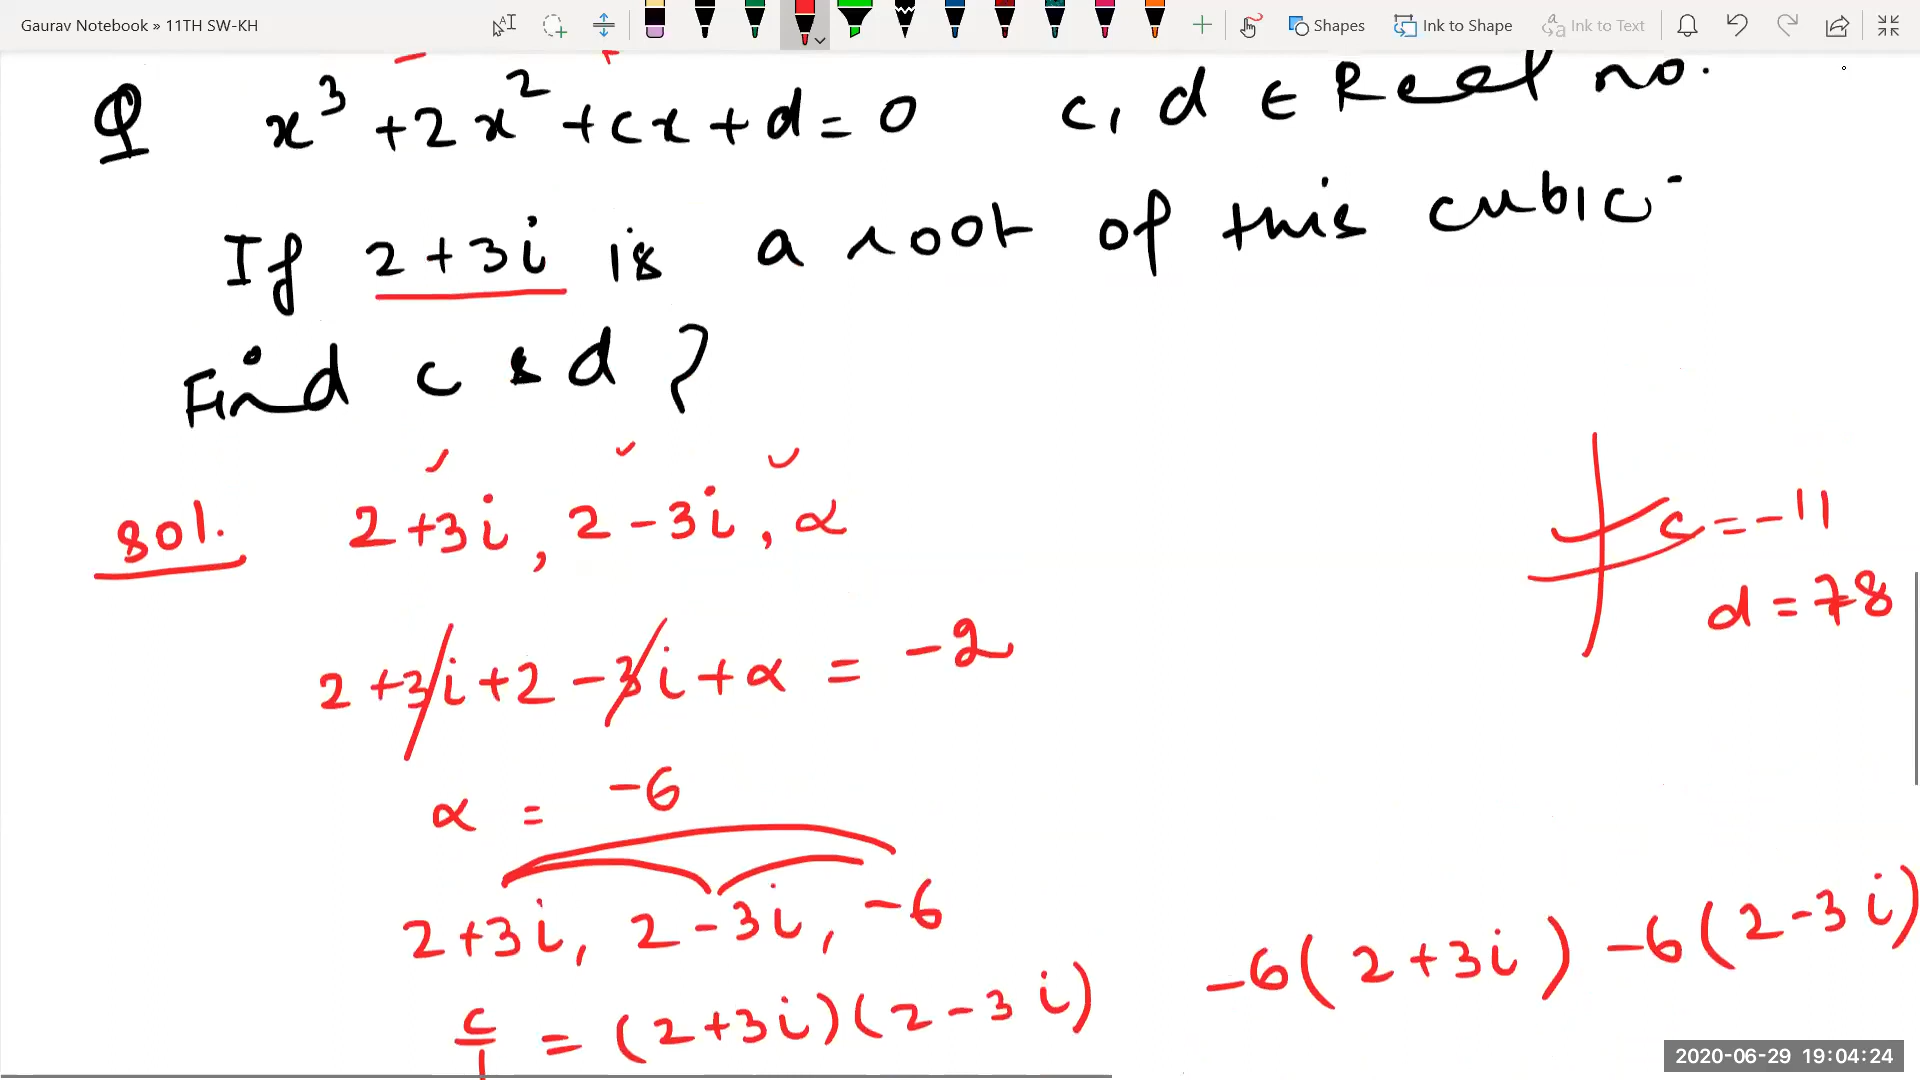 Gaurav Notebook » 11TH SW-KH
Shapes
Ink to Shape
Ink to Text
Q x³ + 2x² + cx + d = 0 c, d ∈ Real no.
If 2 + 3i is a root of this cubic
Find c & d ?
Sol. 2 + 3i , 2 - 3i , α
c = -11
d = 78
2 + 3i + 2 - 3i + α = -2
α = -6
2 + 3i, 2 - 3i, -6
c/1 = (2 + 3i)(2 - 3i) -6(2 + 3i) -6(2 - 3i)
2020-06-29 19:04:24